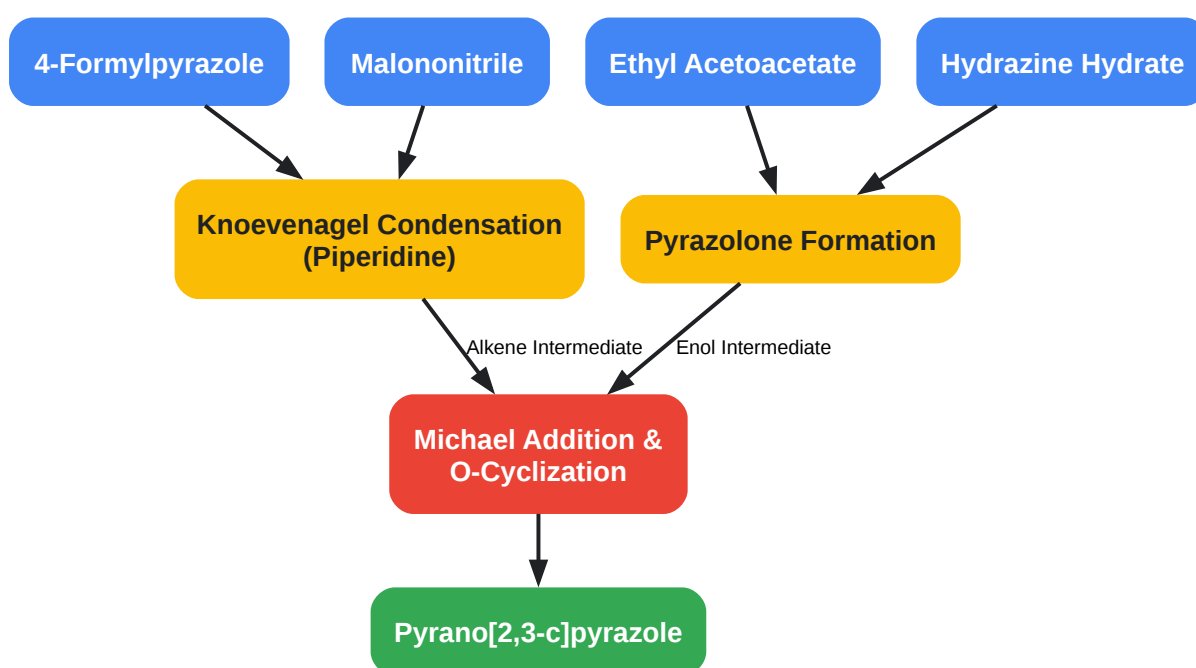 4-Formylpyrazole
Malononitrile
Ethyl Acetoacetate
Hydrazine Hydrate
Knoevenagel Condensation
(Piperidine)
Pyrazolone Formation
Alkene Intermediate
Enol Intermediate
Michael Addition &
O-Cyclization
Pyrano[2,3-c]pyrazole